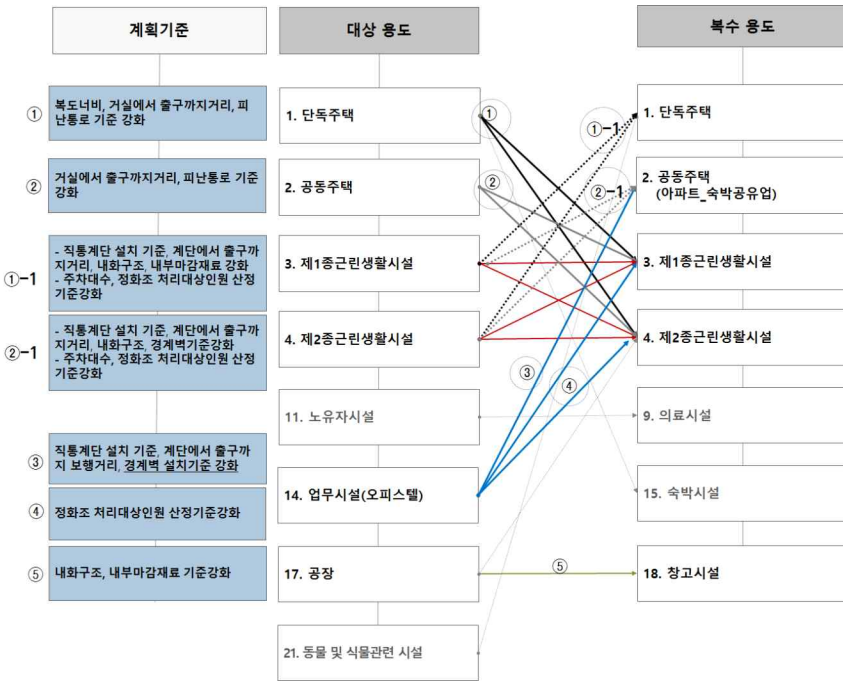 계획기준
대상 용도
복수 용도
①
복도너비, 거실에서 출구까지거리, 피
난통로 기준 강화
②
거실에서 출구까지거리, 피난통로 기준
강화
①-1
- 직통계단 설치 기준, 계단에서 출구까
지거리, 내화구조, 내부마감재료 강화
- 주차대수, 정화조 처리대상인원 산정
기준강화
②-1
- 직통계단 설치 기준, 계단에서 출구까
지거리, 내화구조, 경계벽기준강화
- 주차대수, 정화조 처리대상인원 산정
기준강화
③
직통계단 설치 기준, 계단에서 출구까
지 보행거리, 경계벽 설치기준 강화
④
정화조 처리대상인원 산정기준강화
⑤
내화구조, 내부마감재료 기준강화
1. 단독주택
2. 공동주택
3. 제1종근린생활시설
4. 제2종근린생활시설
11. 노유자시설
14. 업무시설(오피스텔)
17. 공장
21. 동물 및 식물관련 시설
①
②
①-1
②-1
③
④
⑤
1. 단독주택
2. 공동주택
(아파트_숙박공유업)
3. 제1종근린생활시설
4. 제2종근린생활시설
9. 의료시설
15. 숙박시설
18. 창고시설